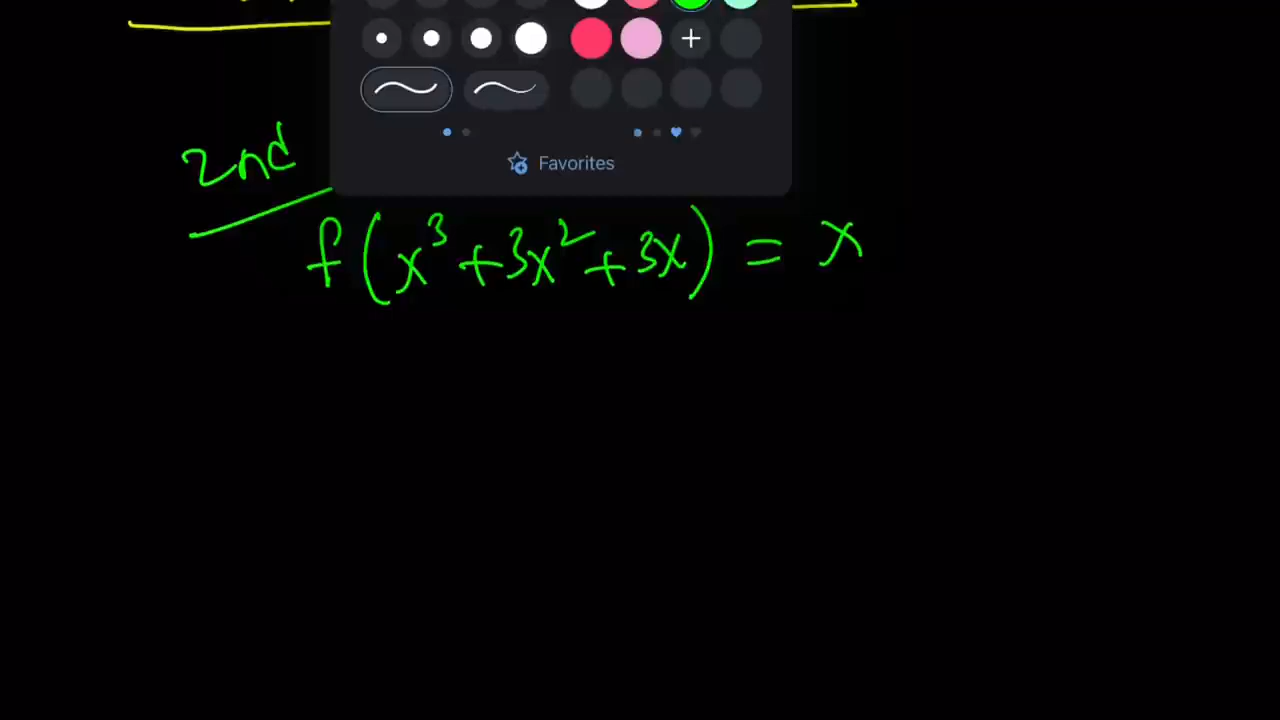 Favorites
2nd
f(x³+3x²+3x) = x